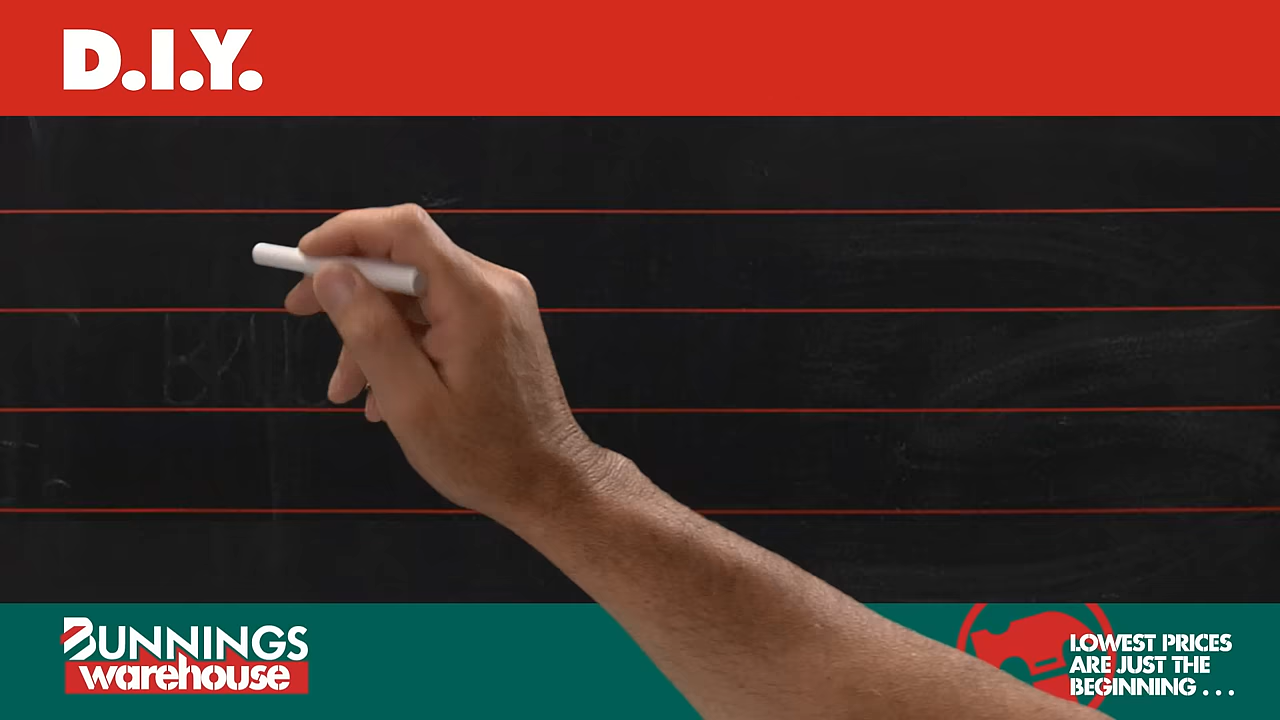 D.I.Y.
BUNNINGS
warehouse
LOWEST PRICES
ARE JUST THE
BEGINNING . . .